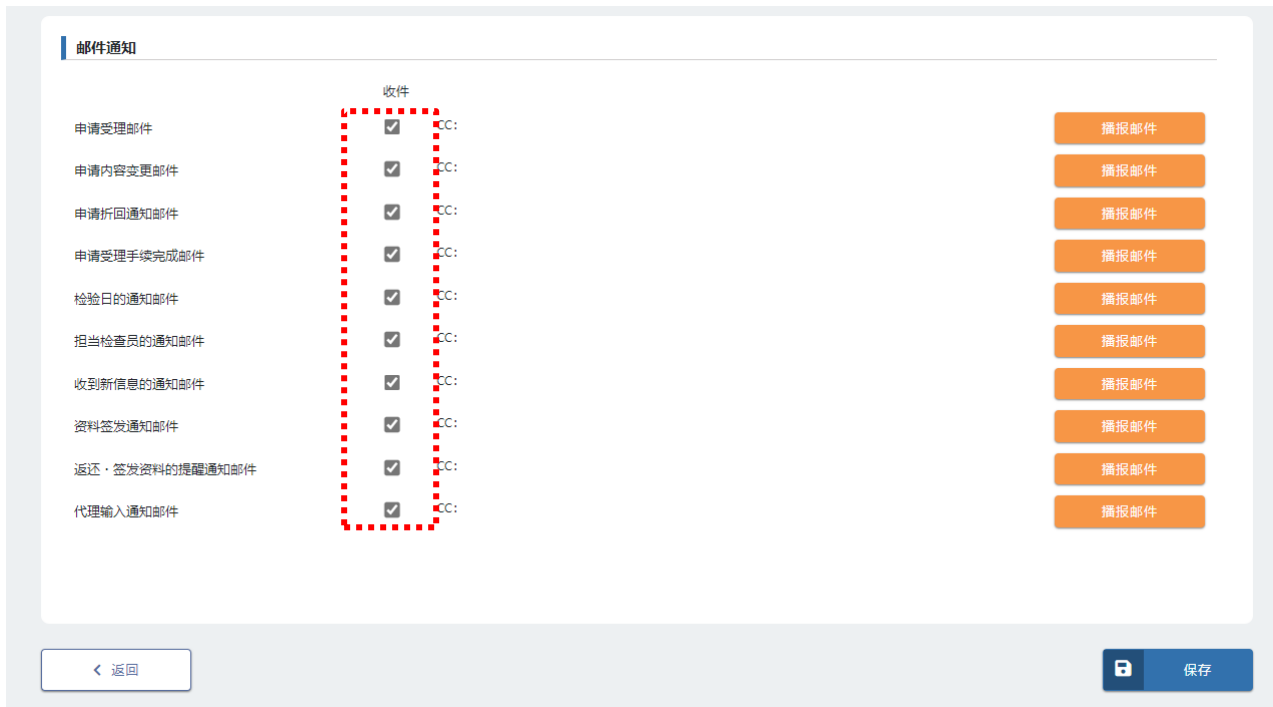 邮件通知
收件
申请受理邮件 CC: 播报邮件
申请内容变更邮件 CC: 播报邮件
申请折回通知邮件 CC: 播报邮件
申请受理手续完成邮件 CC: 播报邮件
检验日的通知邮件 CC: 播报邮件
担当检查员的通知邮件 CC: 播报邮件
收到新信息的通知邮件 CC: 播报邮件
资料签发通知邮件 CC: 播报邮件
返还・签发资料的提醒通知邮件 CC: 播报邮件
代理输入通知邮件 CC: 播报邮件
返回 保存